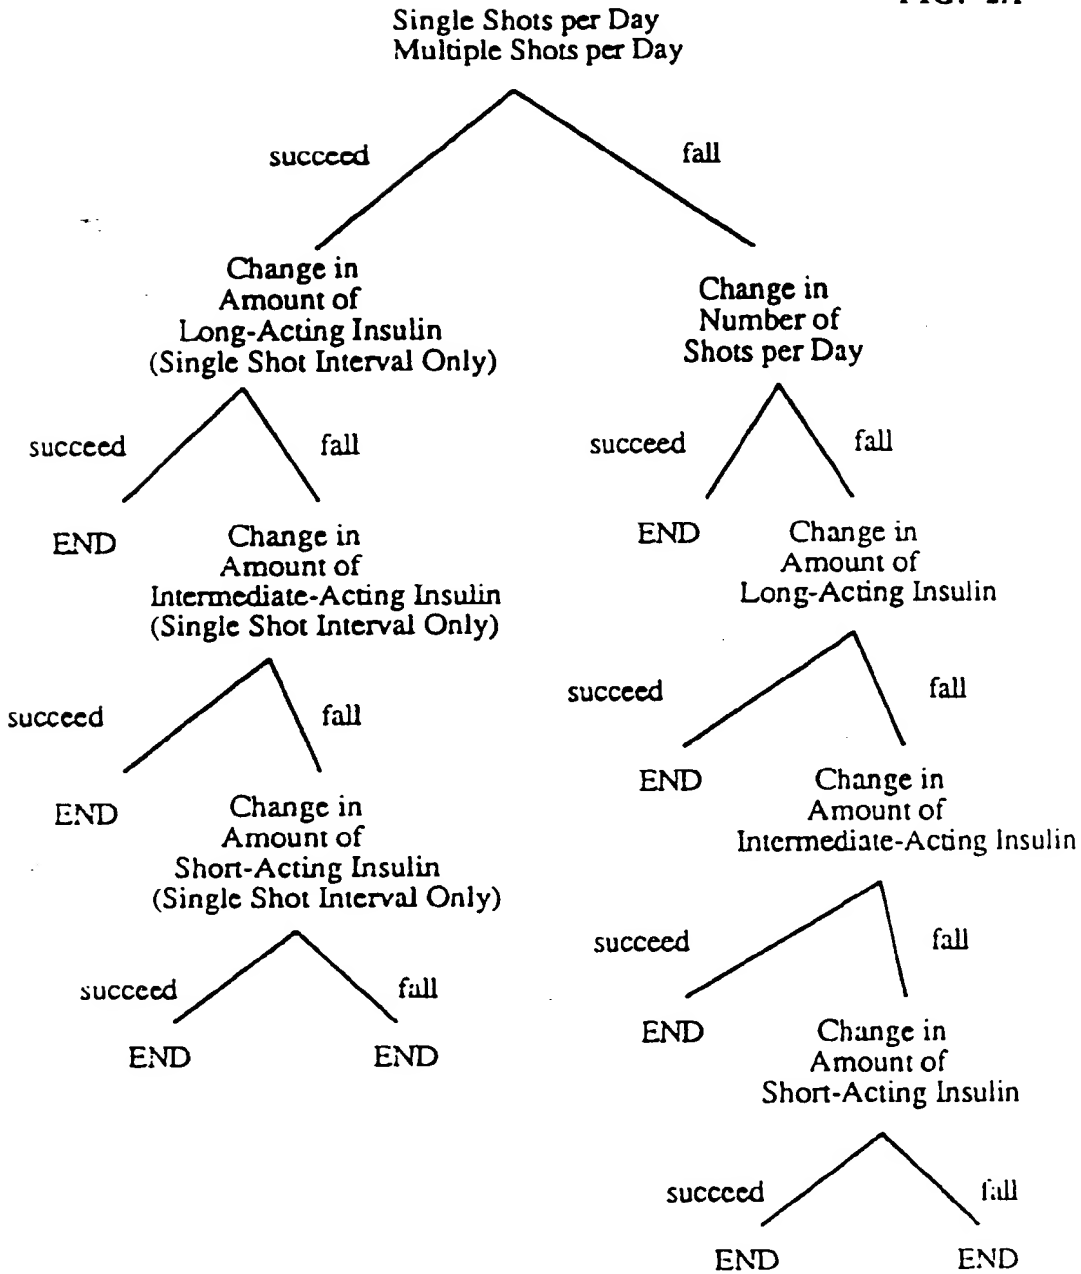 Single Shots per Day
Multiple Shots per Day
succeed
fall
Change in
Amount of
Long-Acting Insulin
(Single Shot Interval Only)
Change in
Number of
Shots per Day
succeed
fall
succeed
fall
END
Change in
Amount of
Intermediate-Acting Insulin
(Single Shot Interval Only)
END
Change in
Amount of
Long-Acting Insulin
succeed
fall
succeed
fall
END
Change in
Amount of
Short-Acting Insulin
(Single Shot Interval Only)
END
Change in
Amount of
Intermediate-Acting Insulin
succeed
fall
succeed
fall
END
END
END
Change in
Amount of
Short-Acting Insulin
succeed
fall
END
END